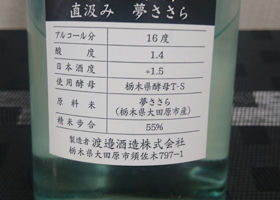 直汲み 夢ささら
アルコール分 16度
酸度 1.4
日本酒度 +1.5
使用酵母 栃木県酵母T-S
原料米 夢ささら
(栃木県大田原市産)
精米歩合 55%
製造者 渡邉酒造株式会社
栃木県大田原市須佐木797-1